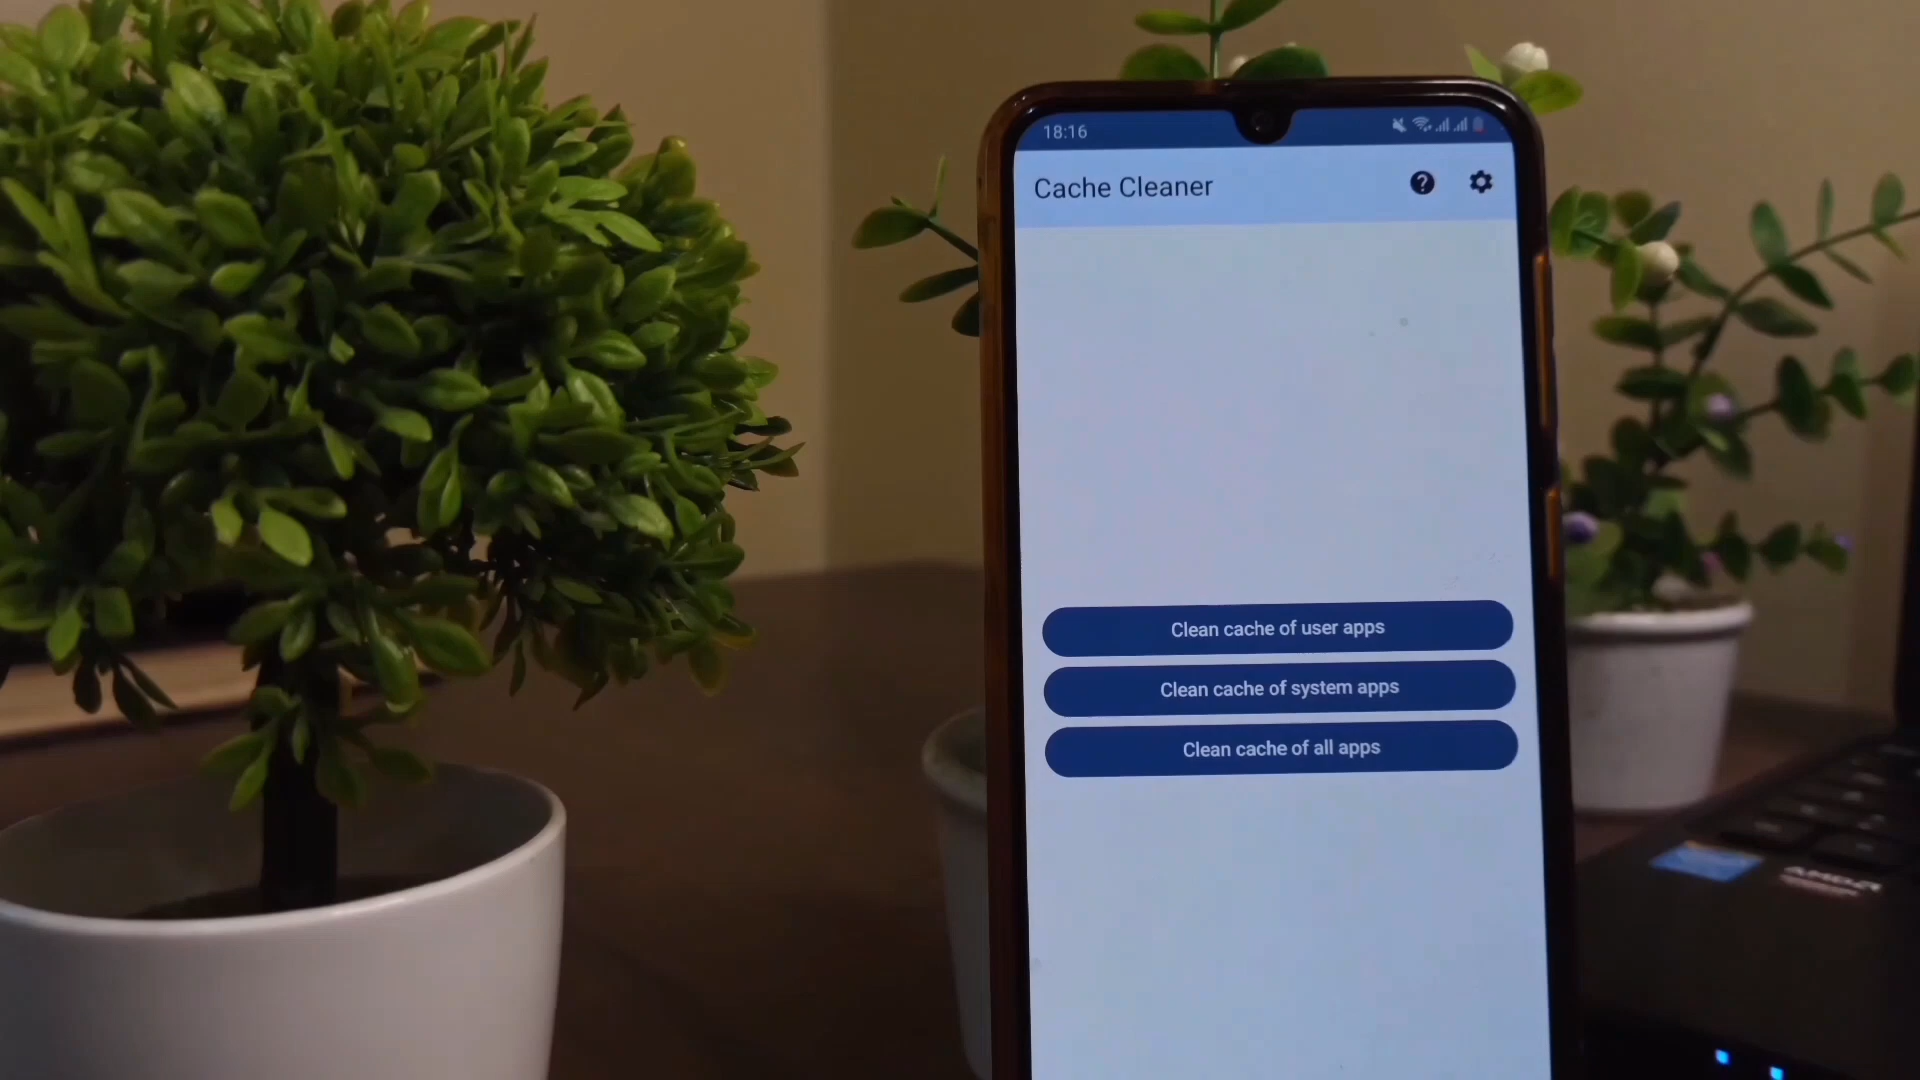 18:16
Cache Cleaner
Clean cache of user apps
Clean cache of system apps
Clean cache of all apps
AMD